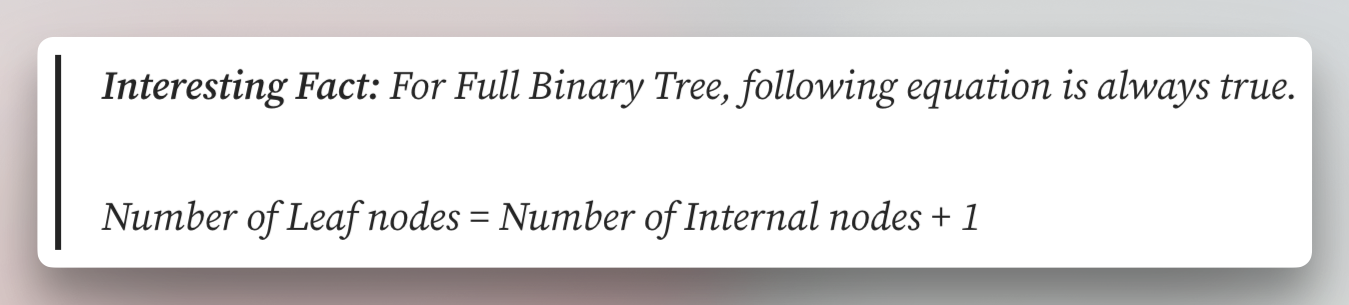 Interesting Fact: For Full Binary Tree, following equation is always true.
Number of Leaf nodes = Number of Internal nodes + 1